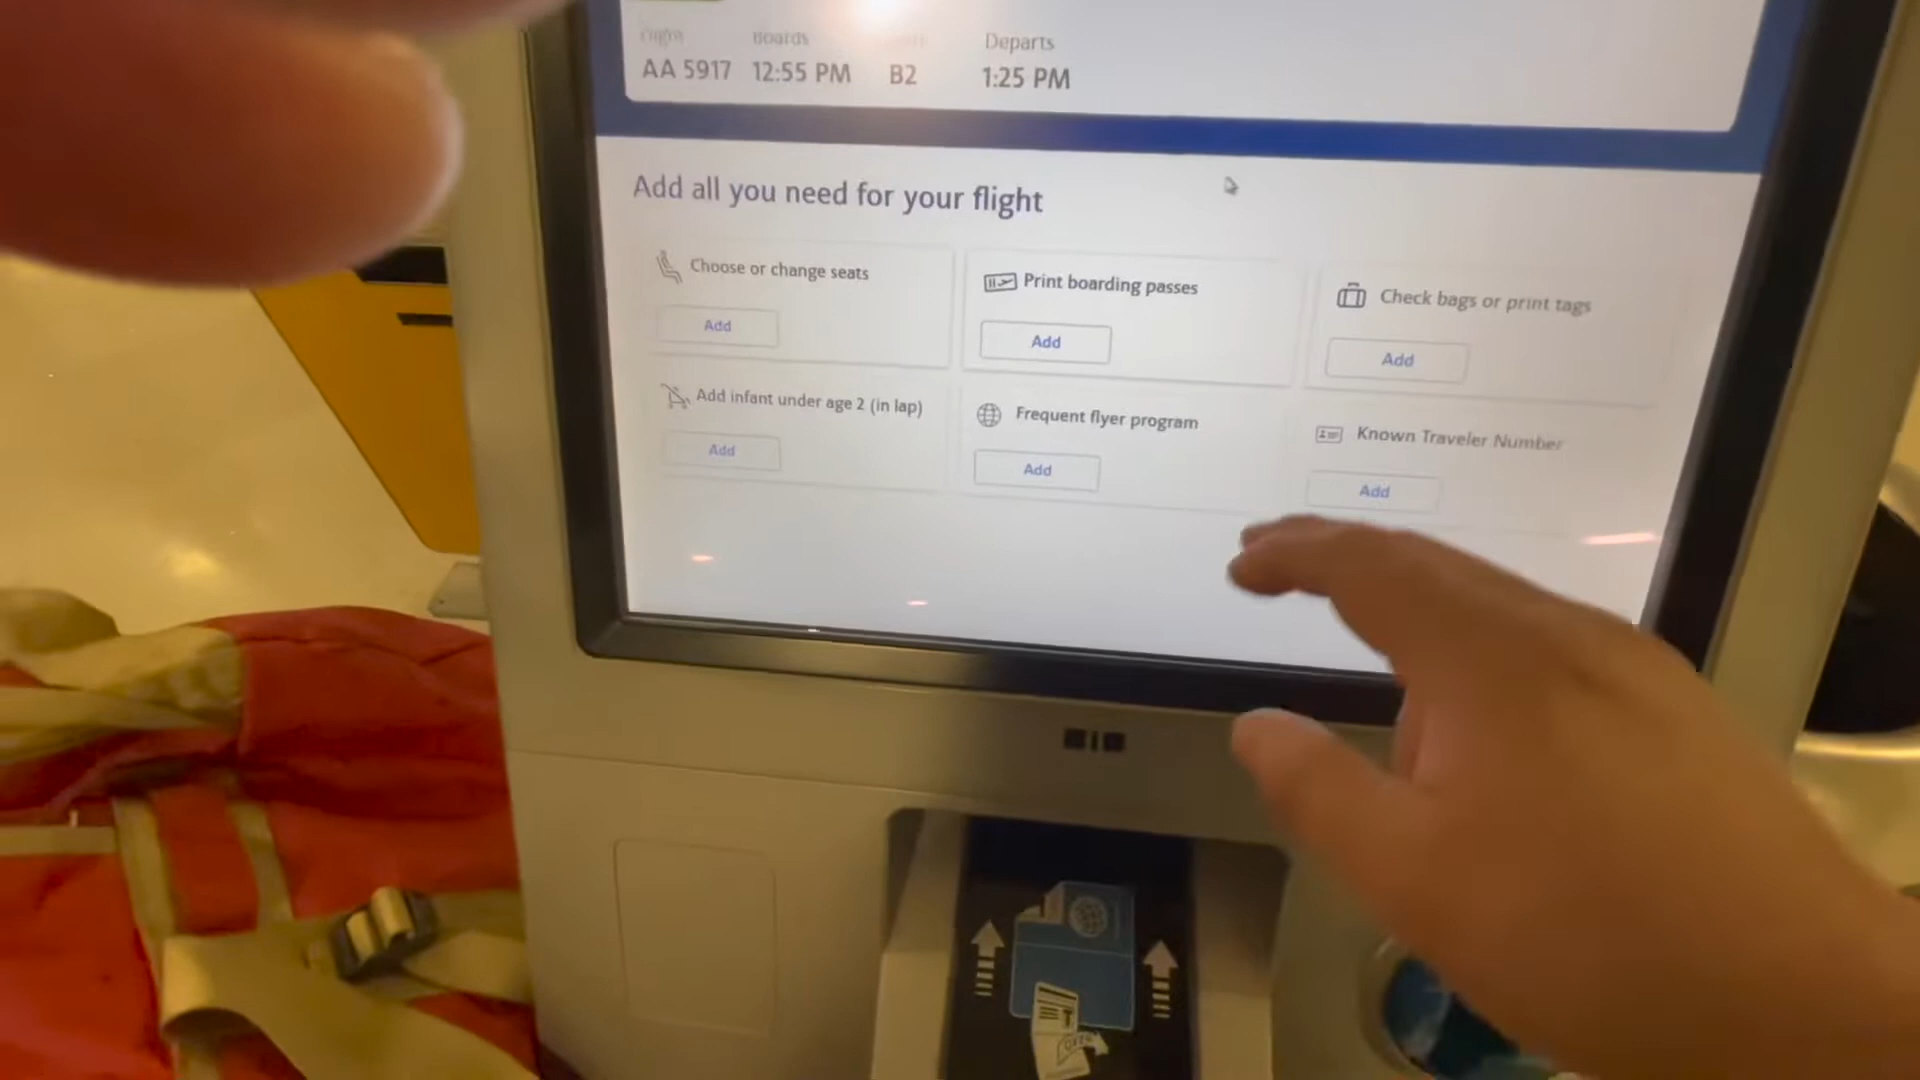 Flight Boards Departs
AA 5917 12:55 PM B2 1:25 PM
Add all you need for your flight
Choose or change seats
Add
Print boarding passes
Add
Check bags or print tags
Add
Add infant under age 2 (in lap)
Add
Frequent flyer program
Add
Known Traveler Number
Add